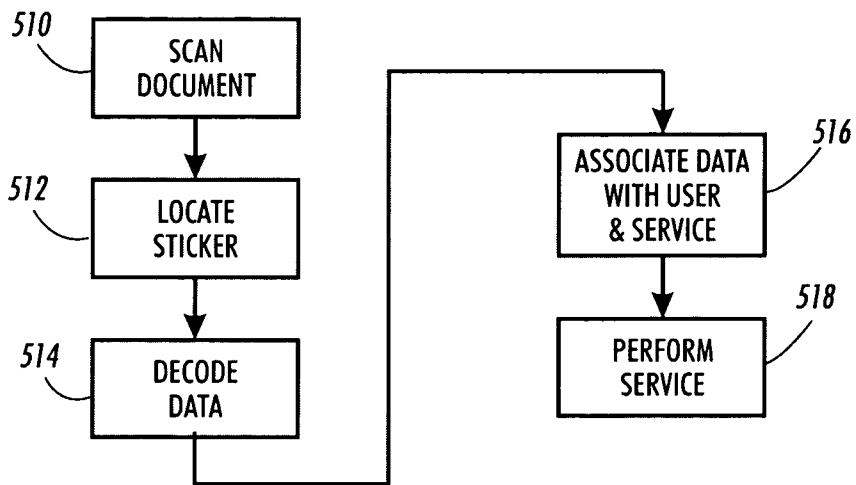 510
SCAN
DOCUMENT
512
LOCATE
STICKER
514
DECODE
DATA
516
ASSOCIATE DATA
WITH USER
& SERVICE
518
PERFORM
SERVICE